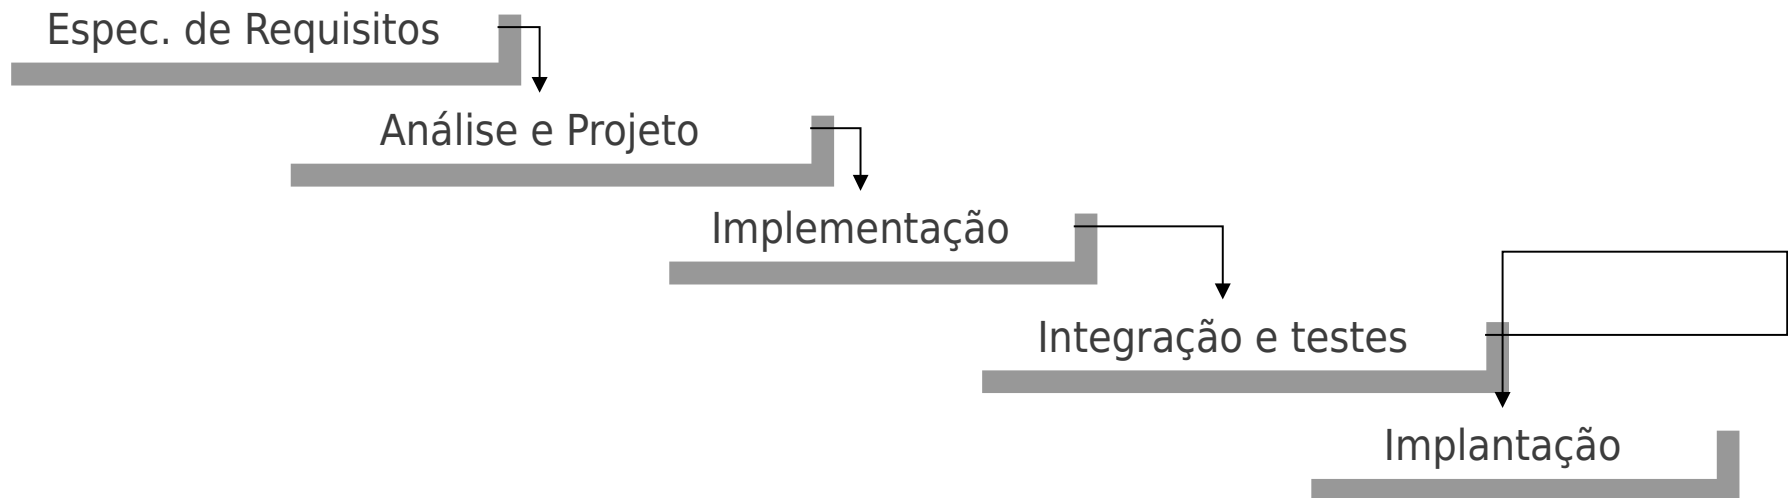 Espec. de Requisitos
Análise e Projeto
Implementação
Integração e testes
Implantação